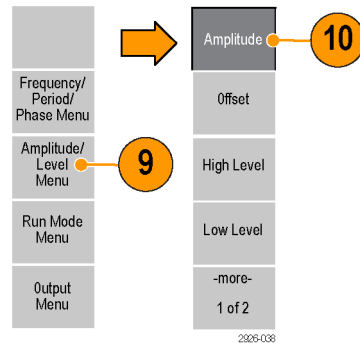 Frequency/
Period/
Phase Menu
Amplitude/
Level
Menu
9
Run Mode
Menu
Output
Menu
Amplitude
10
Offset
High Level
Low Level
-more-
1 of 2
2926-038